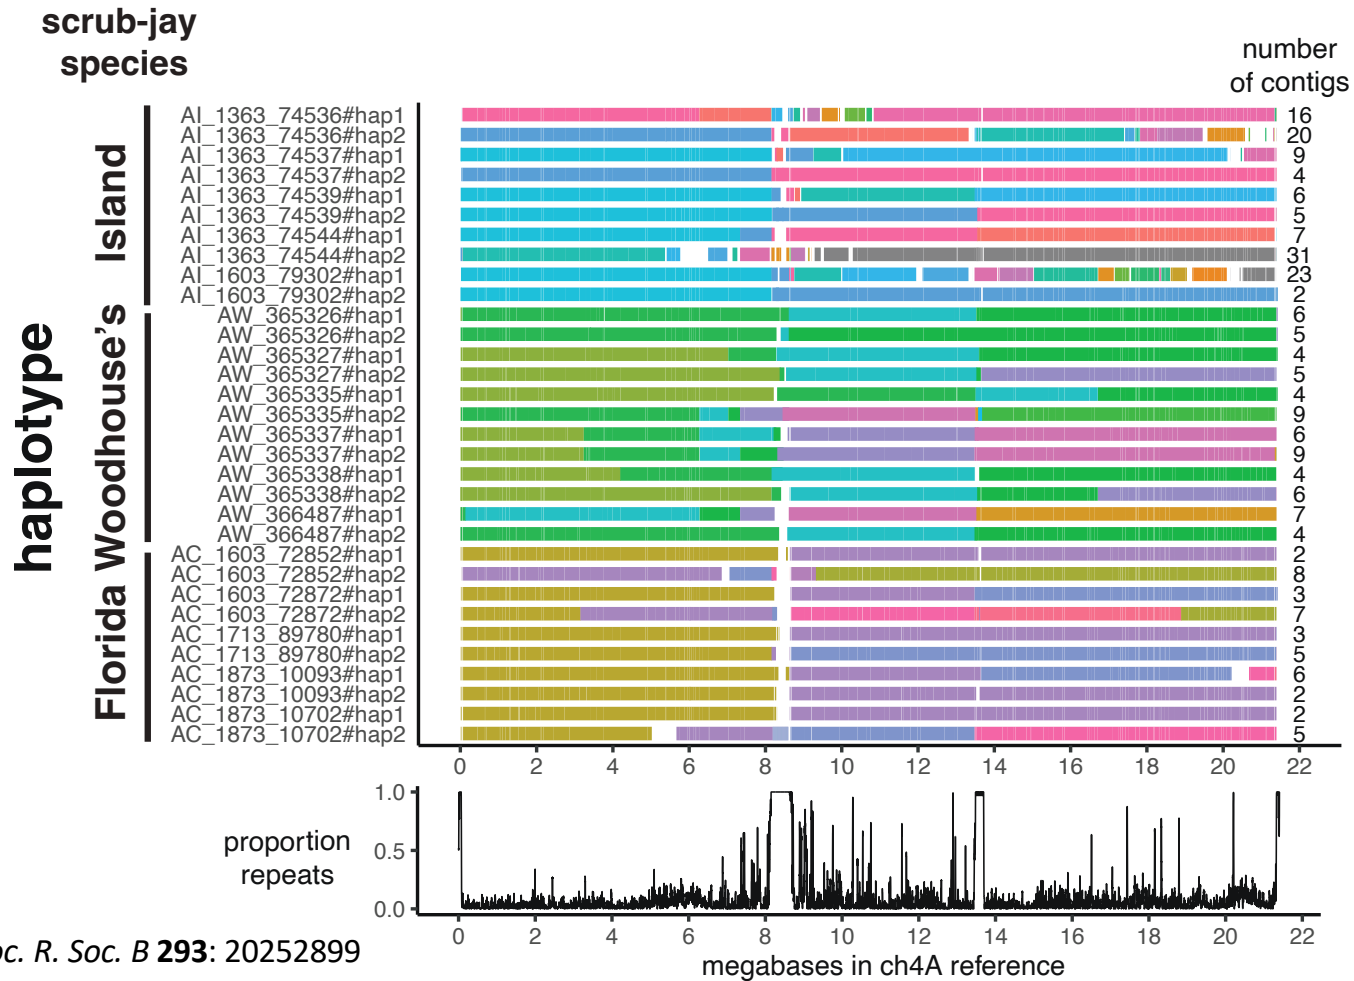 scrub-jay
species
number
of contigs
haplotype
Island
Woodhouse's
Florida
AI_1363_74536#hap1 16
AI_1363_74536#hap2 20
AI_1363_74537#hap1 9
AI_1363_74537#hap2 4
AI_1363_74539#hap1 6
AI_1363_74539#hap2 5
AI_1363_74544#hap1 7
AI_1363_74544#hap2 31
AI_1603_79302#hap1 23
AI_1603_79302#hap2 2
AW_365326#hap1 6
AW_365326#hap2 5
AW_365327#hap1 4
AW_365327#hap2 5
AW_365335#hap1 4
AW_365335#hap2 9
AW_365337#hap1 6
AW_365337#hap2 9
AW_365338#hap1 4
AW_365338#hap2 6
AW_366487#hap1 7
AW_366487#hap2 4
AC_1603_72852#hap1 2
AC_1603_72852#hap2 8
AC_1603_72872#hap1 3
AC_1603_72872#hap2 7
AC_1713_89780#hap1 3
AC_1713_89780#hap2 5
AC_1873_10093#hap1 6
AC_1873_10093#hap2 2
AC_1873_10702#hap1 2
AC_1873_10702#hap2 5
0 2 4 6 8 10 12 14 16 18 20 22
proportion
repeats
1.0
0.5
0.0
0 2 4 6 8 10 12 14 16 18 20 22
megabases in ch4A reference
oc. R. Soc. B 293: 20252899